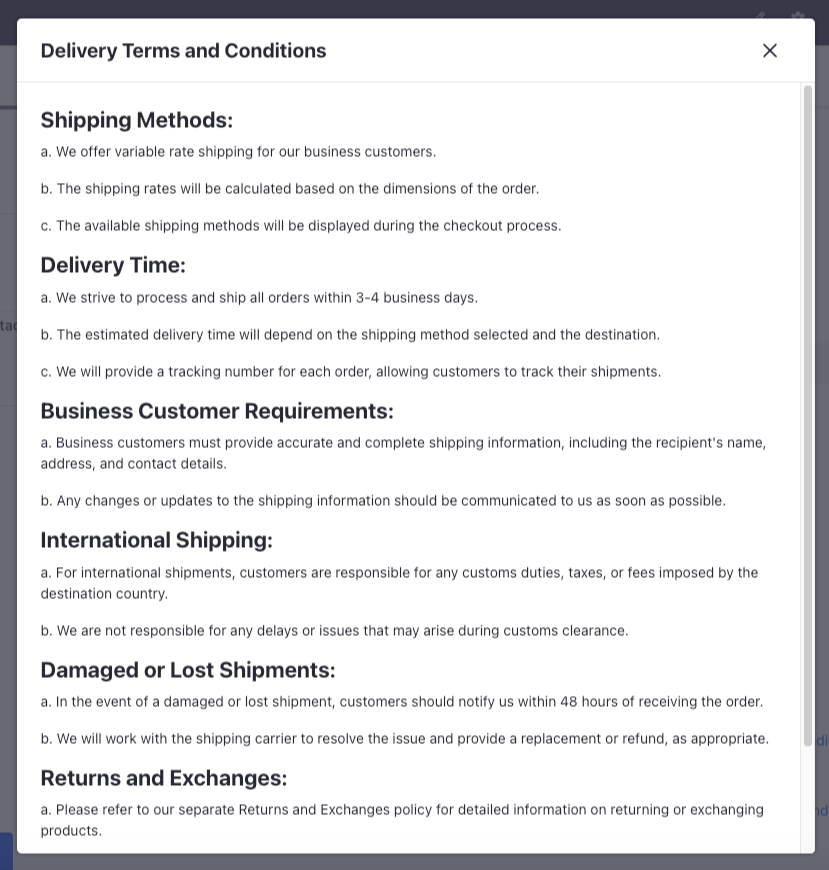 Delivery Terms and Conditions
Shipping Methods:
a. We offer variable rate shipping for our business customers.
b. The shipping rates will be calculated based on the dimensions of the order.
c. The available shipping methods will be displayed during the checkout process.
Delivery Time:
a. We strive to process and ship all orders within 3-4 business days.
b. The estimated delivery time will depend on the shipping method selected and the destination.
c. We will provide a tracking number for each order, allowing customers to track their shipments.
Business Customer Requirements:
a. Business customers must provide accurate and complete shipping information, including the recipient's name,
address, and contact details.
b. Any changes or updates to the shipping information should be communicated to us as soon as possible.
International Shipping:
a. For international shipments, customers are responsible for any customs duties, taxes, or fees imposed by the
destination country.
b. We are not responsible for any delays or issues that may arise during customs clearance.
Damaged or Lost Shipments:
a. In the event of a damaged or lost shipment, customers should notify us within 48 hours of receiving the order.
b. We will work with the shipping carrier to resolve the issue and provide a replacement or refund, as appropriate.
Returns and Exchanges:
a. Please refer to our separate Returns and Exchanges policy for detailed information on returning or exchanging
products.